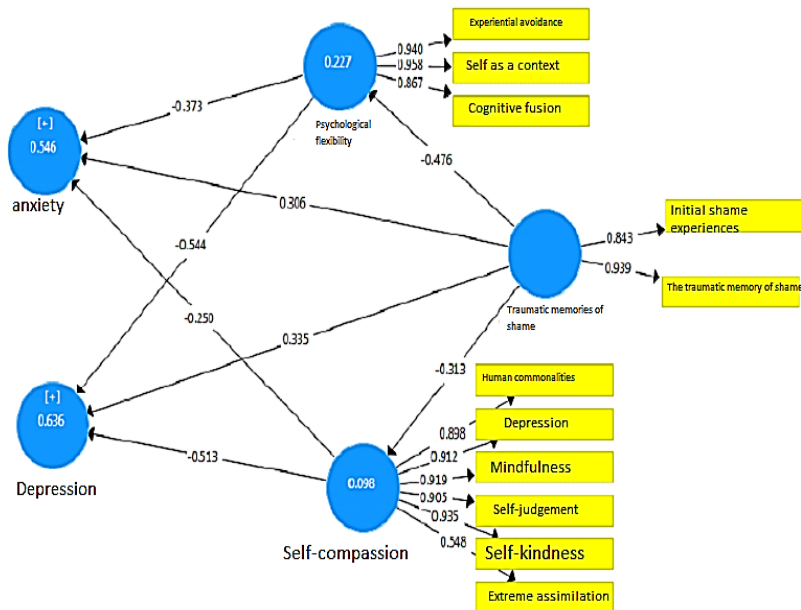 Experiential avoidance
0.940
0.227
0.958
Self as a context
0.867
Cognitive fusion
-0.373
Psychological
flexibility
[+]
0.546
anxiety
-0.476
0.306
Initial shame
experiences
0.843
0.939
The traumatic memory of shame
-0.544
Traumatic memories of
shame
-0.250
0.335
-0.313
Human commonalities
[+]
0.636
Depression
0.898
Depression
0.912
-0.513
Mindfulness
0.919
0.098
0.905
Self-judgement
0.935
Depression
Self-compassion
0.548
Self-kindness
Extreme assimilation